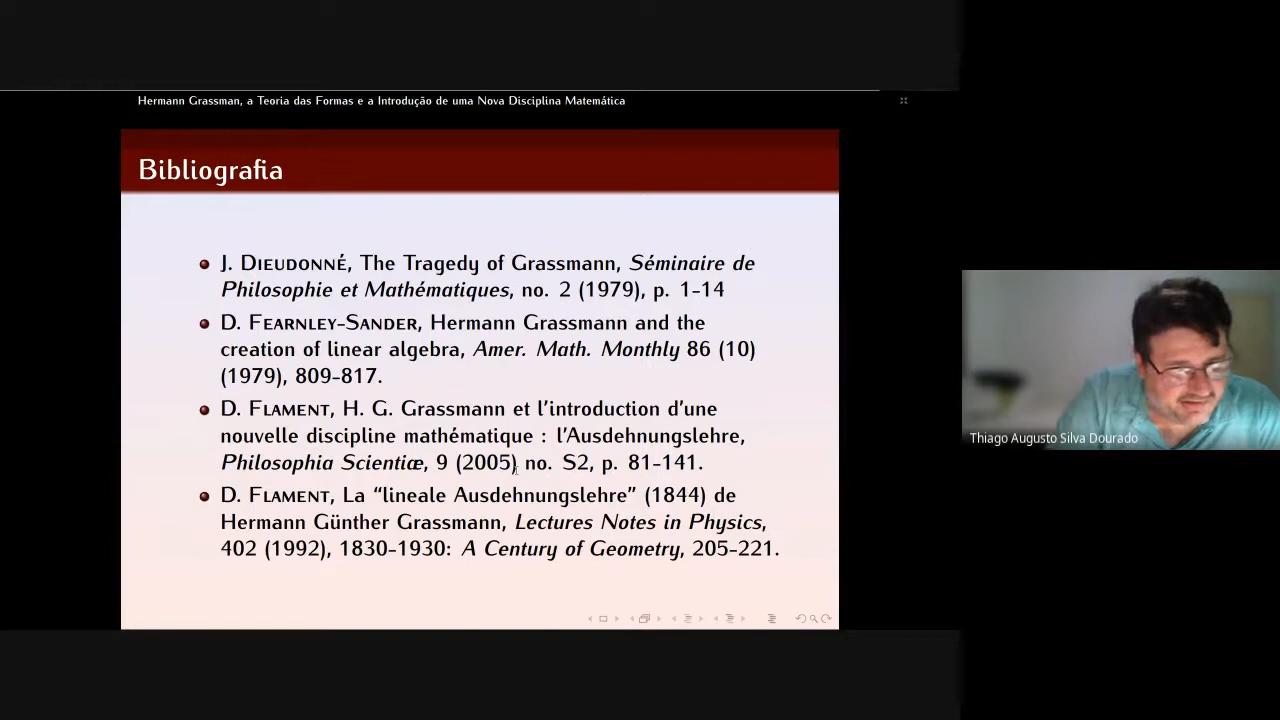 Hermann Grassman, a Teoria das Formas e a Introdução de uma Nova Disciplina Matemática
Bibliografia
J. Dieudonné, The Tragedy of Grassmann, Séminaire de
Philosophie et Mathématiques, no. 2 (1979), p. 1-14
D. Fearnley-Sander, Hermann Grassmann and the
creation of linear algebra, Amer. Math. Monthly 86 (10)
(1979), 809-817.
D. Flament, H. G. Grassmann et l'introduction d'une
nouvelle discipline mathématique : l'Ausdehnungslehre,
Philosophia Scientiæ, 9 (2005) no. S2, p. 81-141.
D. Flament, La “lineale Ausdehnungslehre” (1844) de
Hermann Günther Grassmann, Lectures Notes in Physics,
402 (1992), 1830-1930: A Century of Geometry, 205-221.
Thiago Augusto Silva Dourado